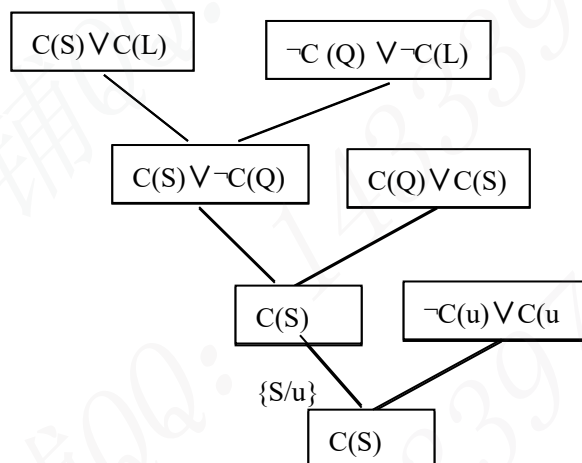 C(S)∨C(L)
¬C (Q) ∨¬C(L)
C(S)∨¬C(Q)
C(Q)∨C(S)
C(S)
¬C(u)∨C(u
{S/u}
C(S)